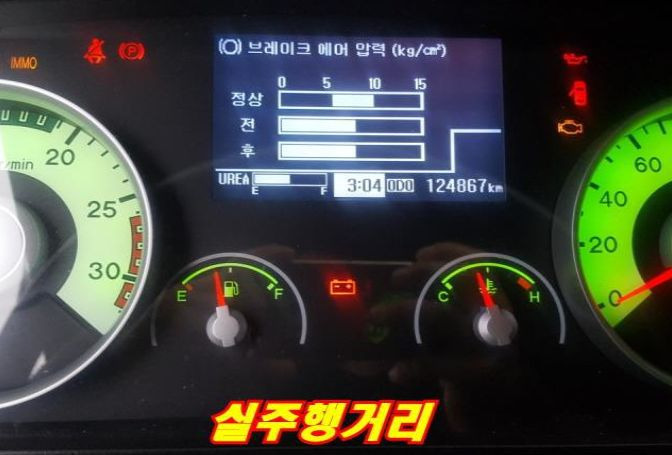 IMMO
(P)
(O) 브레이크 에어 압력 (kg/cm²)
0 5 10 15
정상
전
후
UREA E F 3:04 ODO 124867km
r/min
20
25
30
60
40
20
0
E F
C H
실주행거리